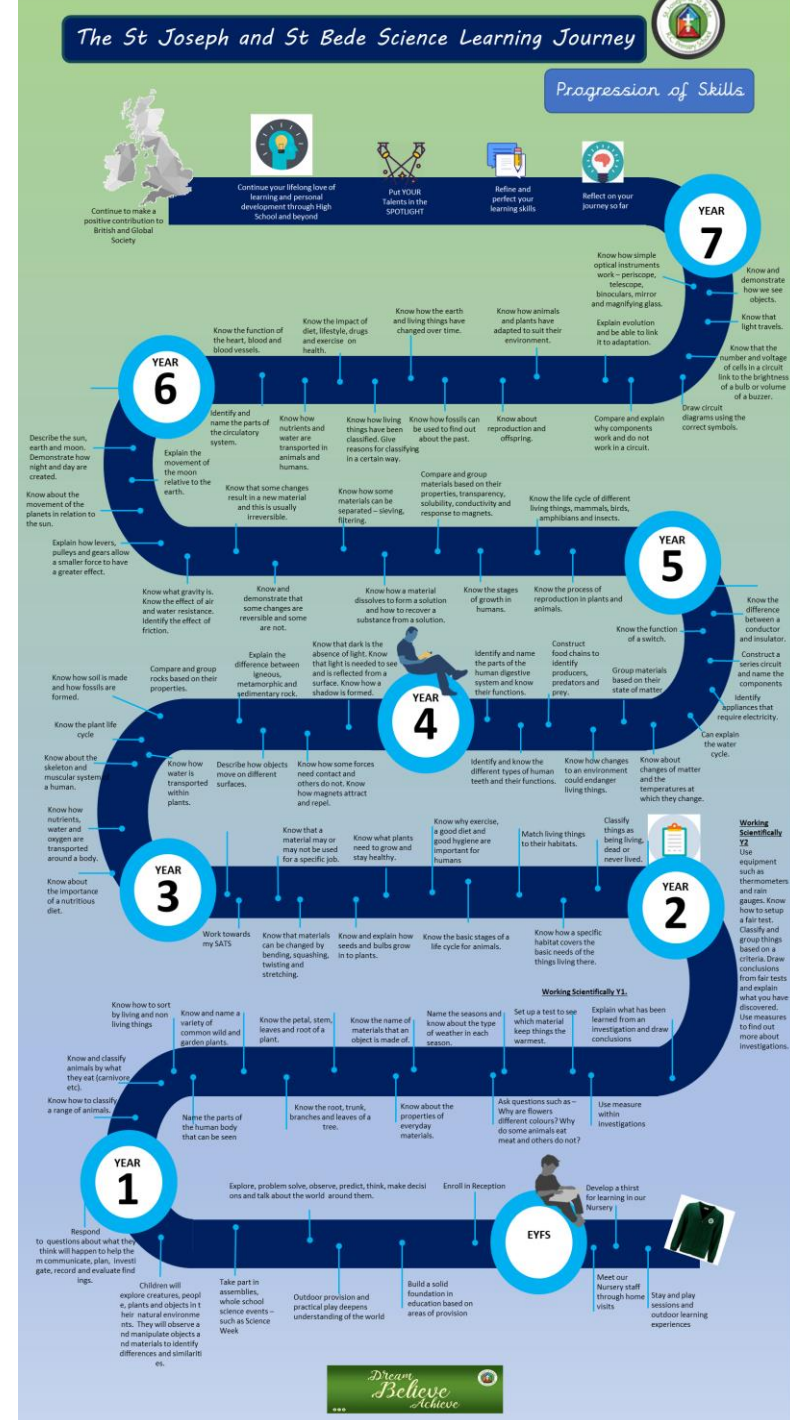 The St Joseph and St Bede Science Learning Journey
Progression of Skills
Continue to make a
positive contribution to
British and Global
Society
Continue your lifelong love of
learning and personal
development through High
School and beyond
Put YOUR
Talents in the
SPOTLIGHT
Refine and
perfect your
learning skills
Reflect on your
journey so far
YEAR
7
Know how simple
optical instruments
work – periscope,
telescope,
binoculars, mirror
and magnifying glass.
Know and
demonstrate
how we see
objects.
Know that
light travels.
Explain evolution
and be able to link
it to adaptation.
Know that the
number and voltage
of cells in a circuit
link to the brightness
of a bulb or volume
of a buzzer.
Draw circuit
diagrams using the
correct symbols.
Know the function of
the heart, blood and
blood vessels.
Know the impact of
diet, lifestyle, drugs
and exercise on
health.
Know how the earth
and living things have
changed over time.
Know how animals
and plants have
adapted to suit their
environment.
YEAR
6
Identify and
name the parts of
the circulatory
system.
Know how
nutrients and
water are
transported in
animals and
humans.
Know how living
things have been
classified. Give
reasons for classifying
in a certain way.
Know how fossils can
be used to find out
about the past.
Know about
reproduction and
offspring.
Compare and explain
why components
work and do not
work in a circuit.
Describe the sun,
earth and moon.
Demonstrate how
night and day are
created.
Explain the
movement of
the moon
relative to the
earth.
Know about the
movement of the
planets in relation to
the sun.
Explain how levers,
pulleys and gears allow
a smaller force to have
a greater effect.
Know that some changes
result in a new material
and this is usually
irreversible.
Know how some
materials can be
separated – sieving,
filtering.
Compare and group
materials based on their
properties, transparency,
solubility, conductivity and
response to magnets.
Know the life cycle of different
living things, mammals, birds,
amphibians and insects.
YEAR
5
Know what gravity is.
Know the effect of air
and water resistance.
Identify the effect of
friction.
Know and
demonstrate that
some changes are
reversible and some
are not.
Know how a material
dissolves to form a solution
and how to recover a
substance from a solution.
Know the stages
of growth in
humans.
Know the process of
reproduction in plants and
animals.
Know the
difference
between a
conductor
and insulator.
Know the function
of a switch.
Construct a
series circuit
and name the
components
Identify
appliances that
require electricity.
Can explain
the water
cycle.
Know how soil is made
and how fossils are
formed.
Compare and group
rocks based on their
properties.
Explain the
difference between
igneous,
metamorphic and
sedimentary rock.
Know that dark is the
absence of light. Know
that light is needed to see
and is reflected from a
surface. Know how a
shadow is formed.
YEAR
4
Identify and name
the parts of the
human digestive
system and know
their functions.
Construct
food chains to
identify
producers,
predators and
prey.
Group materials
based on their
state of matter
Know the plant life
cycle
Know about the
skeleton and
muscular system of
a human.
Know how
water is
transported
within
plants.
Describe how objects
move on different
surfaces.
Know how some forces
need contact and
others do not. Know
how magnets attract
and repel.
Identify and know the
different types of human
teeth and their functions.
Know how changes
to an environment
could endanger
living things.
Know about
changes of matter
and the
temperatures at
which they change.
Know how
nutrients,
water and
oxygen are
transported
around a body.
Know about
the importance
of a nutritious
diet.
YEAR
3
Know that a
material may or
may not be used
for a specific job.
Know what plants
need to grow and
stay healthy.
Know why exercise,
a good diet and
good hygiene are
important for
humans
Match living things
to their habitats.
Classify
things as
being living,
dead or
never lived.
YEAR
2
Working
Scientifically
Y2
Use
equipment
such as
thermometers
and rain
gauges. Know
how to setup
a fair test.
Classify and
group things
based on a
criteria. Draw
conclusions
from fair tests
and explain
what you have
discovered.
Use measures
to find out
more about
investigations.
Work towards
my SATS
Know that materials
can be changed by
bending, squashing,
twisting and
stretching.
Know and explain how
seeds and bulbs grow
in to plants.
Know the basic stages of a
life cycle for animals.
Know how a specific
habitat covers the
basic needs of the
things living there.
Working Scientifically Y1.
Know how to sort
by living and non
living things
Know and name a
variety of
common wild and
garden plants.
Know the petal, stem,
leaves and root of a
plant.
Know the name of
materials that an
object is made of.
Name the seasons and
know about the type
of weather in each
season.
Set up a test to see
which material
keep things the
warmest.
Explain what has been
learned from an
investigation and draw
conclusions
Know and classify
animals by what
they eat (carnivore
etc).
Know how to classify
a range of animals.
Name the parts of
the human body
that can be seen
Know the root, trunk,
branches and leaves of a
tree.
Know about the
properties of
everyday
materials.
Ask questions such as –
Why are flowers
different colours? Why
do some animals eat
meat and others do not?
Use measure
within
Investigations
YEAR
1
Explore, problem solve, observe, predict, think, make decisi
ons and talk about the world around them.
Enroll in Reception
EYFS
Develop a thirst
for learning in our
Nursery
Respond
to questions about what they
think will happen to help the
m communicate, plan, investi
gate, record and evaluate find
ings.
Children will
explore creatures, peopl
e, plants and objects in t
heir natural environme
nts. They will observe a
nd manipulate objects a
nd materials to identify
differences and similariti
es.
Take part in
assemblies,
whole school
science events –
such as Science
Week
Outdoor provision and
practical play deepens
understanding of the world
Build a solid
foundation in
education based on
areas of provision
Meet our
Nursery staff
through home
visits
Stay and play
sessions and
outdoor learning
experiences
Dream
Believe
Achieve